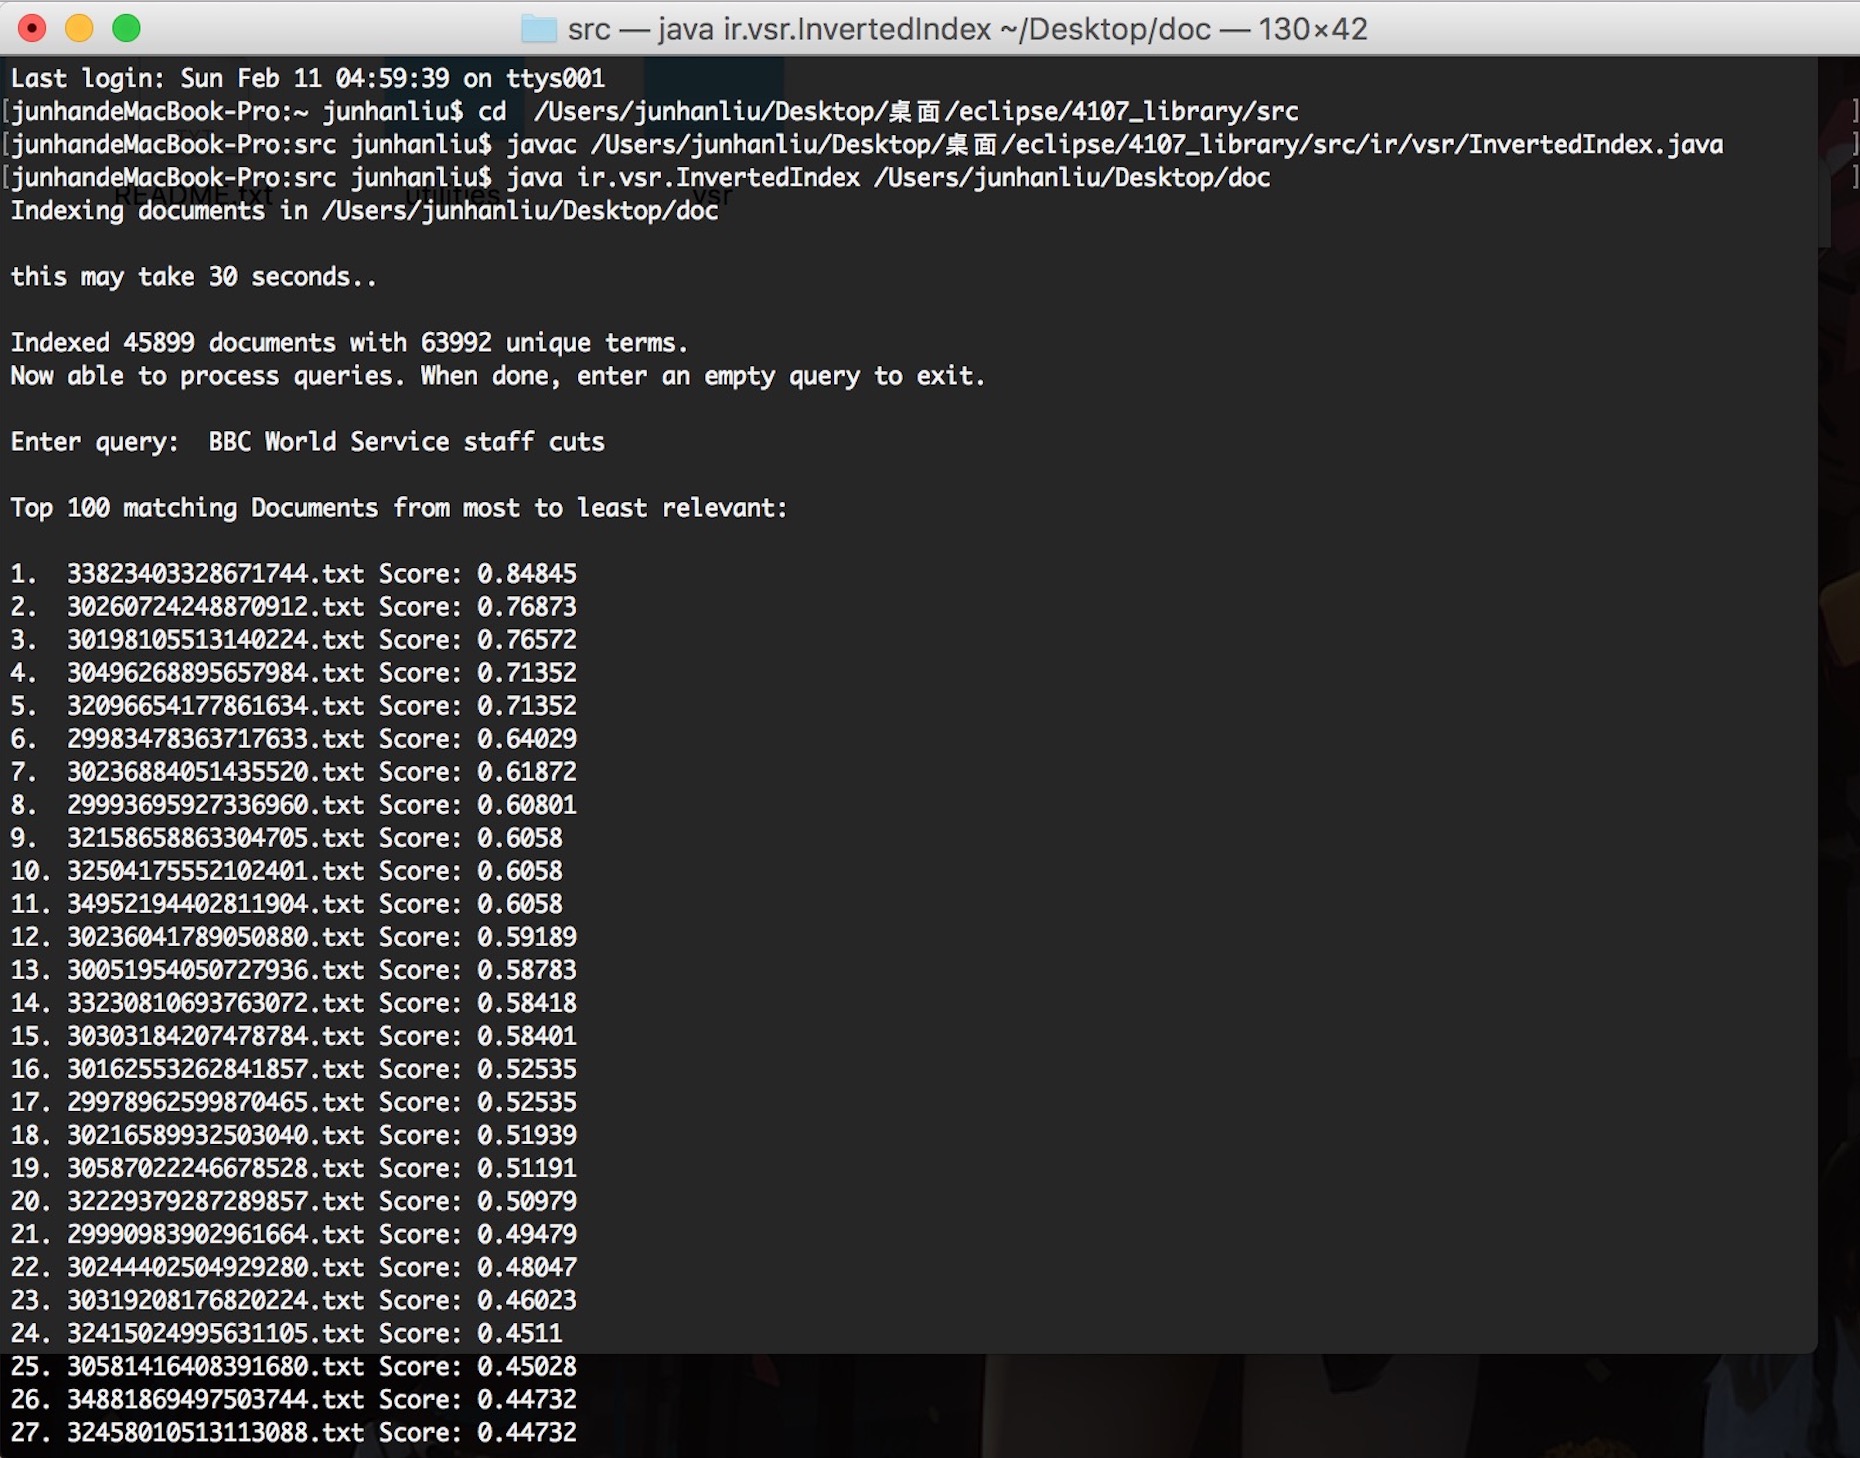 src — java ir.vsr.InvertedIndex ~/Desktop/doc — 130×42
Last login: Sun Feb 11 04:59:39 on ttys001
[junhandeMacBook-Pro:~ junhanliu$ cd  /Users/junhanliu/Desktop/桌面/eclipse/4107_library/src ]
[junhandeMacBook-Pro:src junhanliu$ javac /Users/junhanliu/Desktop/桌面/eclipse/4107_library/src/ir/vsr/InvertedIndex.java ]
[junhandeMacBook-Pro:src junhanliu$ java ir.vsr.InvertedIndex /Users/junhanliu/Desktop/doc ]
README.txt utilities vsr
Indexing documents in /Users/junhanliu/Desktop/doc
this may take 30 seconds..
Indexed 45899 documents with 63992 unique terms.
Now able to process queries. When done, enter an empty query to exit.
Enter query:  BBC World Service staff cuts
Top 100 matching Documents from most to least relevant:
1.  33823403328671744.txt Score: 0.84845
2.  30260724248870912.txt Score: 0.76873
3.  30198105513140224.txt Score: 0.76572
4.  30496268895657984.txt Score: 0.71352
5.  32096654177861634.txt Score: 0.71352
6.  29983478363717633.txt Score: 0.64029
7.  30236884051435520.txt Score: 0.61872
8.  29993695927336960.txt Score: 0.60801
9.  32158658863304705.txt Score: 0.6058
10. 32504175552102401.txt Score: 0.6058
11. 34952194402811904.txt Score: 0.6058
12. 30236041789050880.txt Score: 0.59189
13. 30051954050727936.txt Score: 0.58783
14. 33230810693763072.txt Score: 0.58418
15. 30303184207478784.txt Score: 0.58401
16. 30162553262841857.txt Score: 0.52535
17. 29978962599870465.txt Score: 0.52535
18. 30216589932503040.txt Score: 0.51939
19. 30587022246678528.txt Score: 0.51191
20. 32229379287289857.txt Score: 0.50979
21. 29990983902961664.txt Score: 0.49479
22. 30244402504929280.txt Score: 0.48047
23. 30319208176820224.txt Score: 0.46023
24. 32415024995631105.txt Score: 0.4511
25. 30581416408391680.txt Score: 0.45028
26. 34881869497503744.txt Score: 0.44732
27. 32458010513113088.txt Score: 0.44732